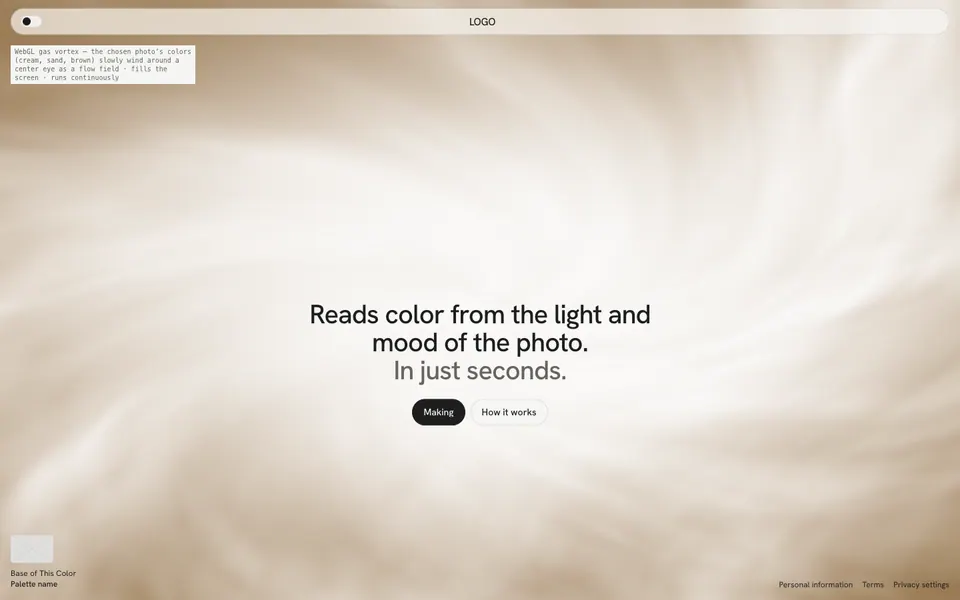 LOGO
WebGL gas vortex — the chosen photo's colors
(cream, sand, brown) slowly wind around a
center eye as a flow field · fills the
screen · runs continuously
Reads color from the light and
mood of the photo.
In just seconds.
Making
How it works
Base of This Color
Palette name
Personal information Terms Privacy settings